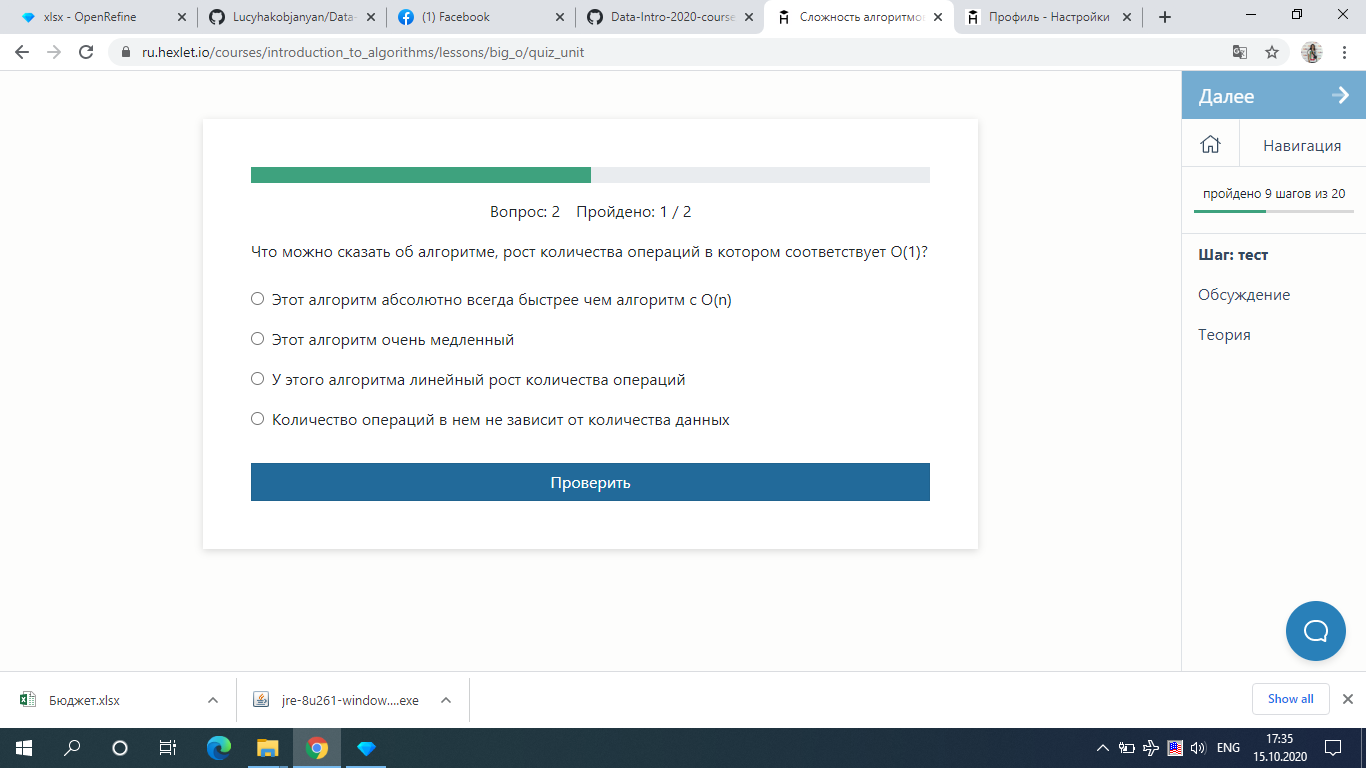 xlsx - OpenRefine
Lucyhakobjanyan/Data-
(1) Facebook
Data-Intro-2020-course
Сложность алгоритмов
Профиль - Настройки
ru.hexlet.io/courses/introduction_to_algorithms/lessons/big_o/quiz_unit
Далее
Навигация
пройдено 9 шагов из 20
Шаг: тест
Обсуждение
Теория
Вопрос: 2 Пройдено: 1 / 2
Что можно сказать об алгоритме, рост количества операций в котором соответствует O(1)?
Этот алгоритм абсолютно всегда быстрее чем алгоритм с O(n)
Этот алгоритм очень медленный
У этого алгоритма линейный рост количества операций
Количество операций в нем не зависит от количества данных
Проверить
Бюджет.xlsx
jre-8u261-window....exe
Show all
ENG
17:35
15.10.2020